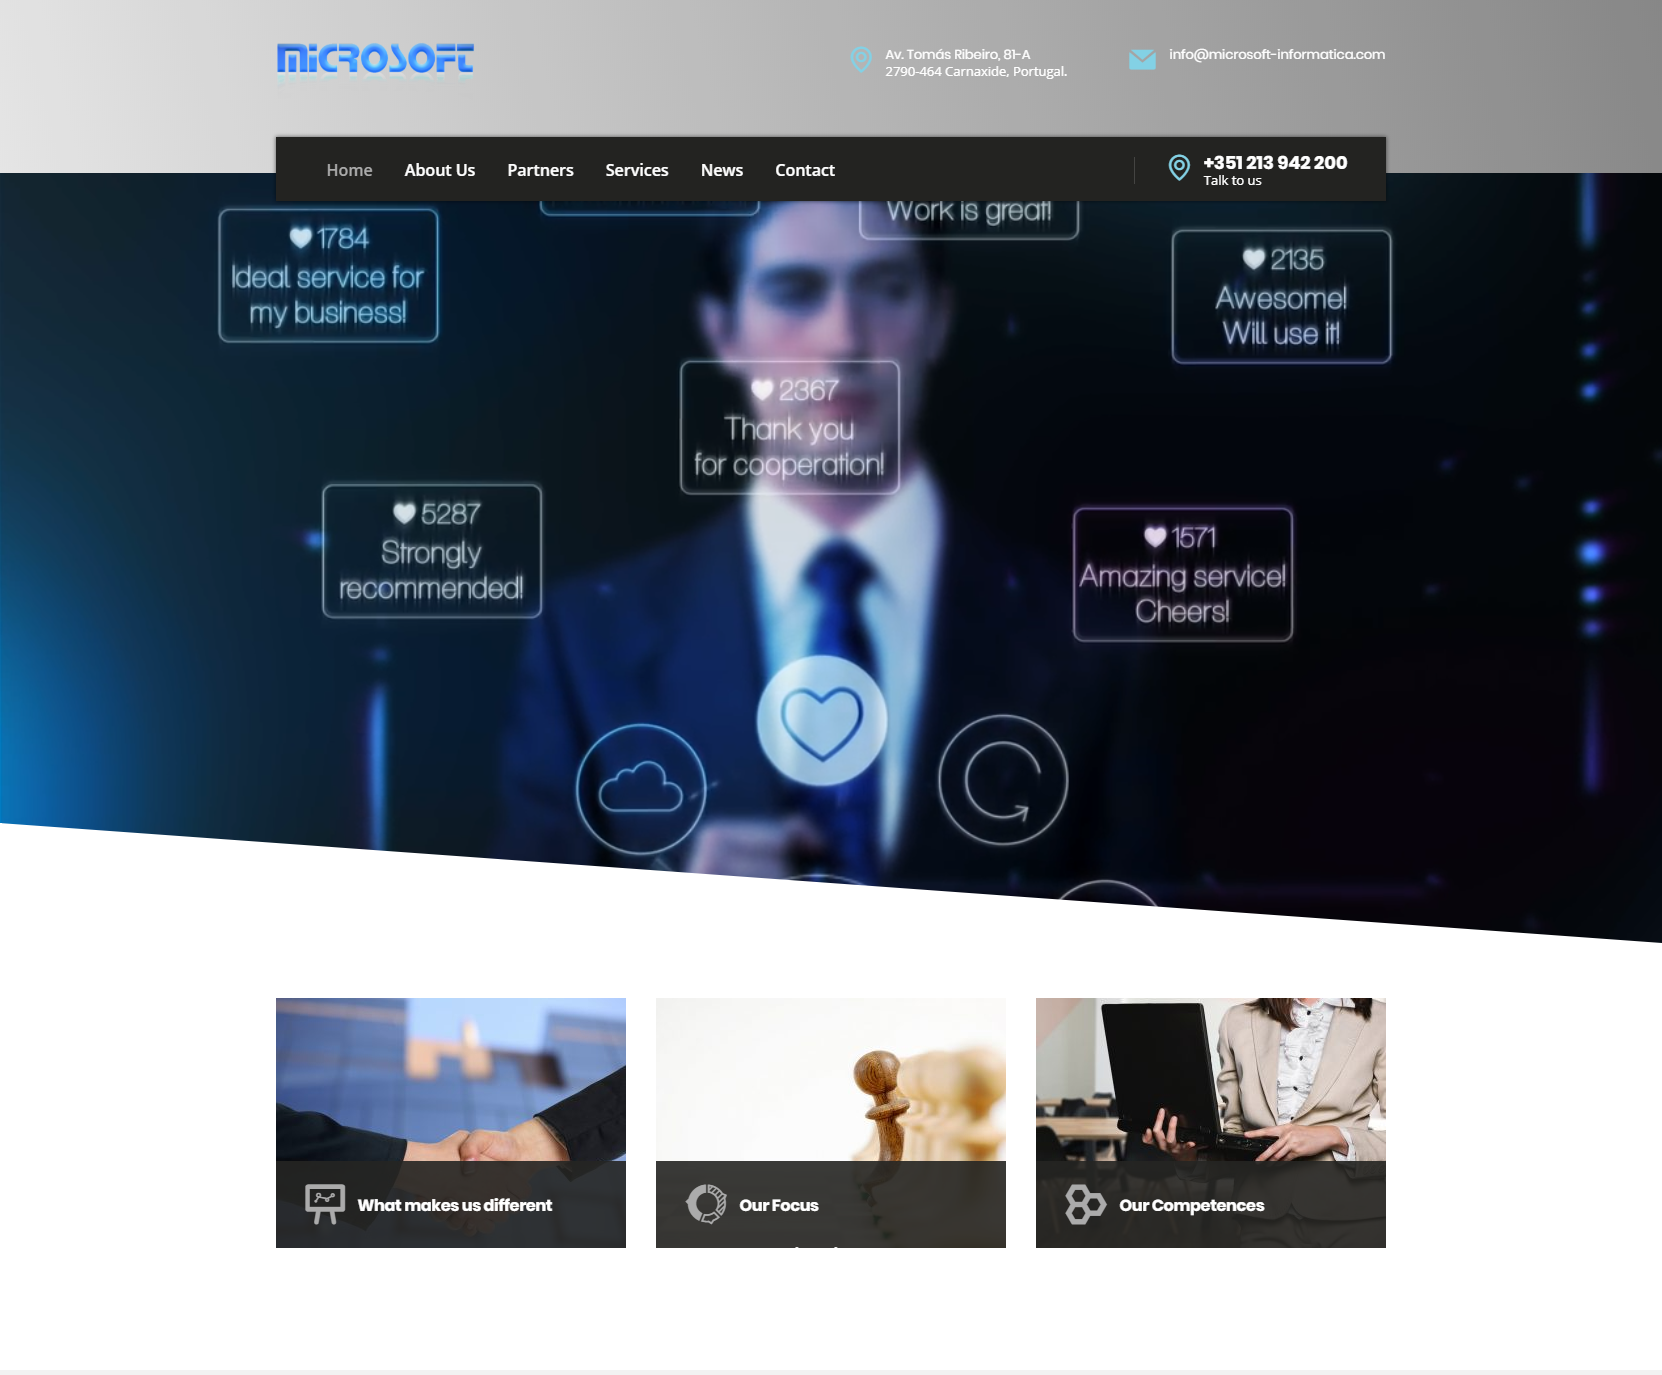 MICROSOFT
Av. Tomás Ribeiro, 81-A
2790-464 Carnaxide, Portugal.
info@microsoft-informatica.com
Home
About Us
Partners
Services
News
Contact
+351 213 942 200
Talk to us
Work is great!
1784
Ideal service for
my business!
2135
Awesome!
Will use it!
2367
Thank you
for cooperation!
5287
Strongly
recommended!
1571
Amazing service!
Cheers!
What makes us different
Our Focus
Our Competences